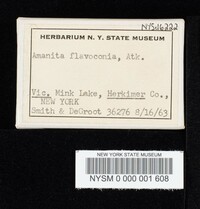 NYSf6222
HERBARIUM N. Y. STATE MUSEUM
Amanita flavoconia, Atk.
Vic. Mink Lake, Herkimer Co.,
NEW YORK
Smith & DeGroot 36276 8/16/63
NEW YORK STATE MUSEUM
NYSM 0 000 001 608